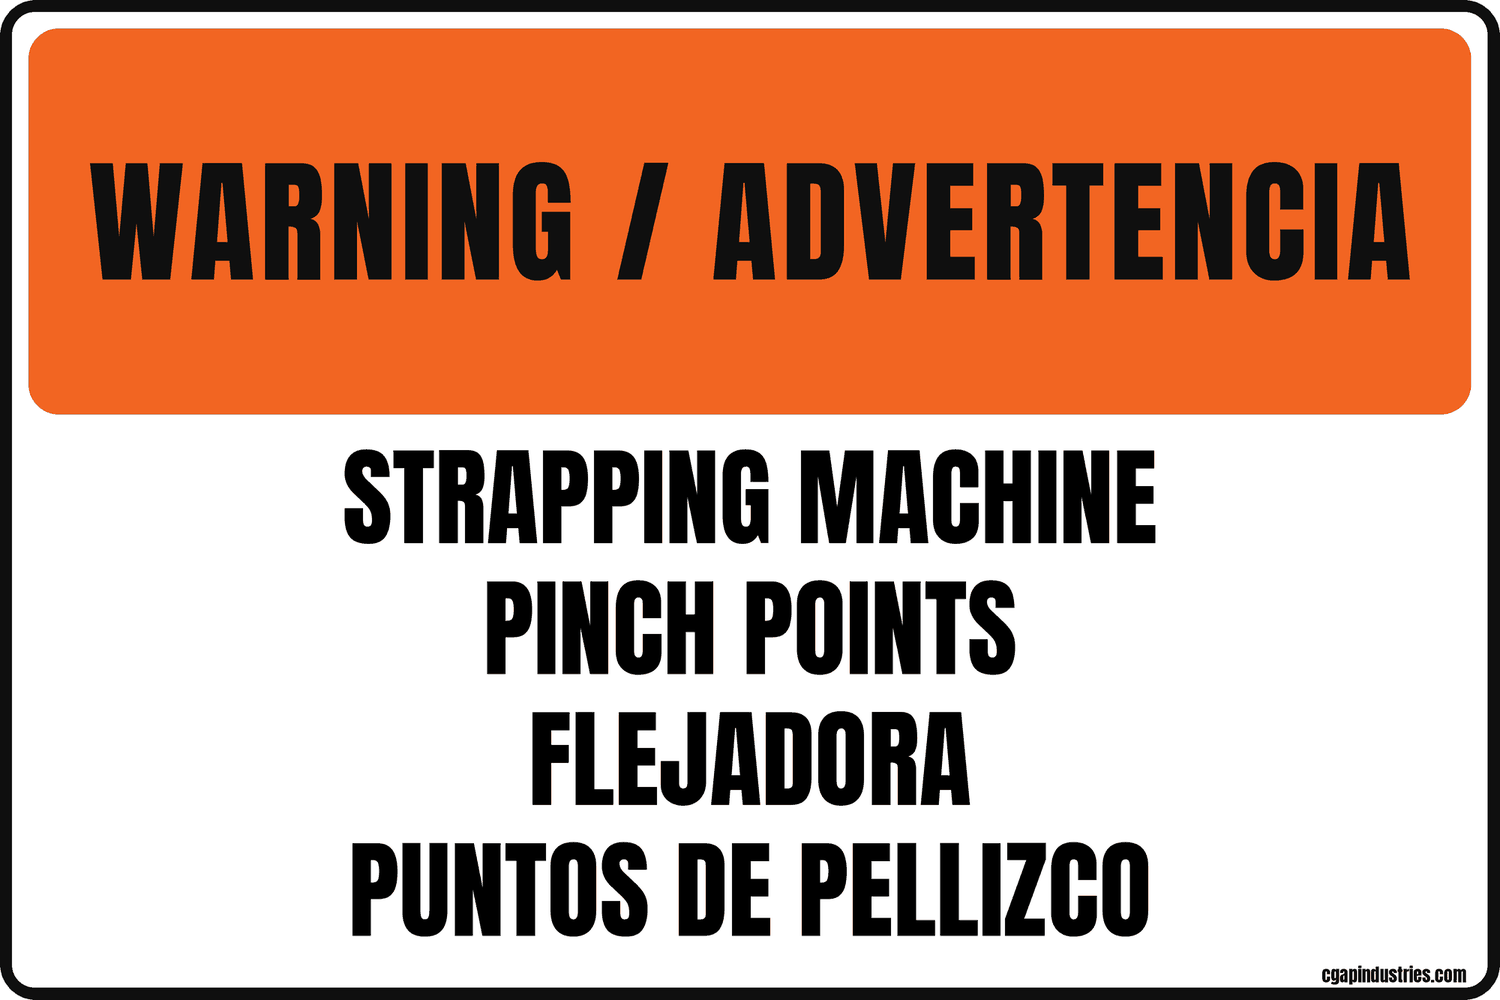 WARNING / ADVERTENCIA
STRAPPING MACHINE
PINCH POINTS
FLEJADORA
PUNTOS DE PELLIZCO
cgapindustries.com